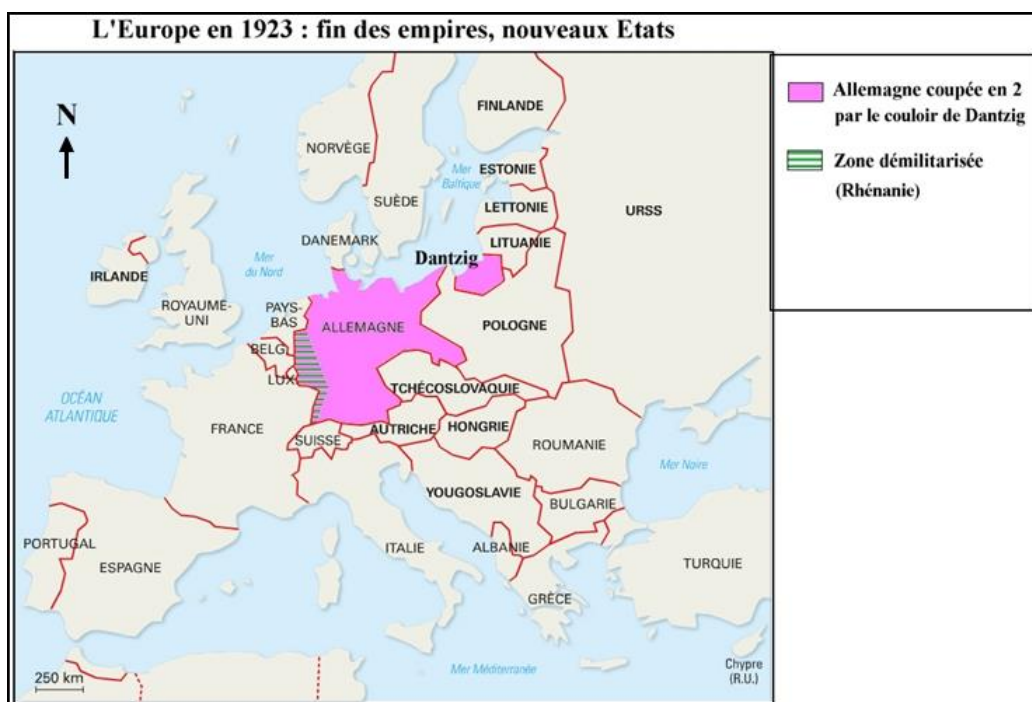 L'Europe en 1923 : fin des empires, nouveaux Etats
N
Allemagne coupée en 2
par le couloir de Dantzig
Zone démilitarisée
(Rhénanie)
FINLANDE
NORVÈGE
Mer
Baltique
ESTONIE
SUÈDE
LETTONIE
URSS
DANEMARK
LITUANIE
Dantzig
Mer
du Nord
IRLANDE
ROYAUME-
UNI
PAYS-
BAS
ALLEMAGNE
POLOGNE
BELG
LUX
TCHÉCOSLOVAQUIE
OCÉAN
ATLANTIQUE
FRANCE
SUISSE
AUTRICHE
HONGRIE
ROUMANIE
Mer Noire
YOUGOSLAVIE
BULGARIE
PORTUGAL
ESPAGNE
ITALIE
ALBANIE
TURQUIE
GRÈCE
Mer Méditerranée
Chypre
(R.U.)
250 km